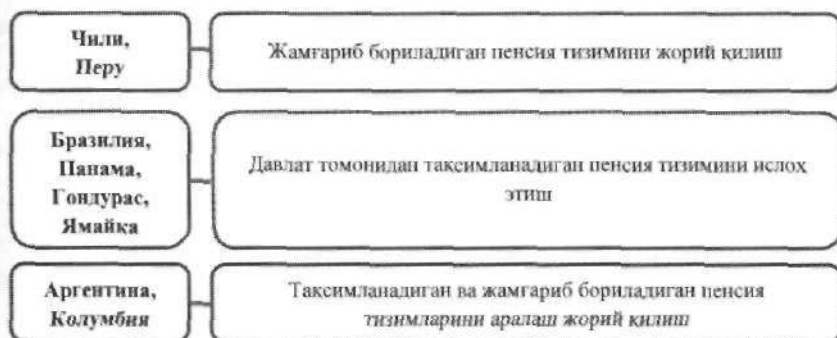 Чили,
Перу
Жамғариб бориладиган пенсия тизимини жорий қилиш
Бразилия,
Панама,
Гондурас,
Ямайка
Давлат томонидан тақсимланадиган пенсия тизимини ислоҳ
этиш
Аргентина,
Колумбия
Тақсимланадиган ва жамғариб бориладиган пенсия
тизимларини аралаш жорий қилиш